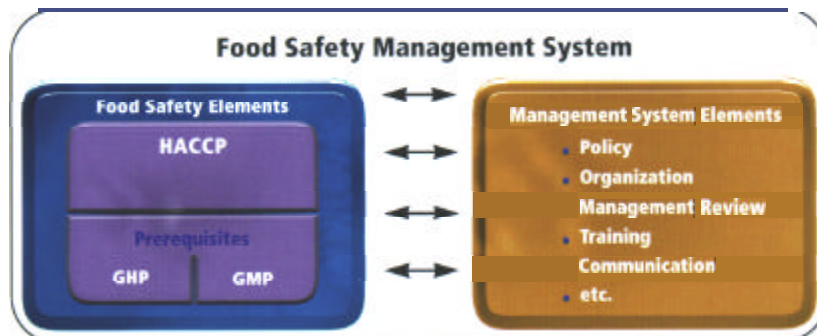 Food Safety Management System
Food Safety Elements
HACCP
Prerequisites
GHP
GMP
Management System Elements
• Policy
• Organization
Management Review
• Training
Communication
• etc.